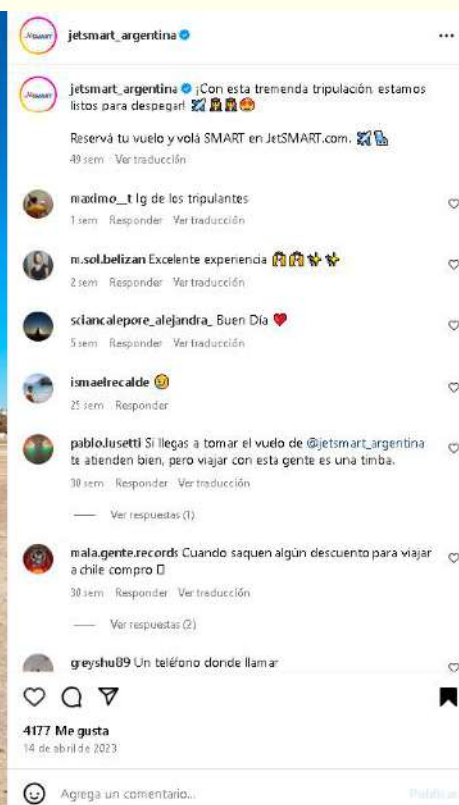 jetsmart_argentina
jetsmart_argentina ¡Con esta tremenda tripulación, estamos
listos para despegar!
Reservá tu vuelo y volá SMART en JetSMART.com.
49 sem Ver traducción
maximo__t Ig de los tripulantes
1 sem Responder Ver traducción
m.sol.belizan Excelente experiencia
2 sem Responder Ver traducción
sciancalepore_alejandra_ Buen Día ❤️
5 sem Responder Ver traducción
ismaelrecalde
25 sem Responder
pablo.lusetti Si llegas a tomar el vuelo de @jetsmart_argentina
te atienden bien, pero viajar con esta gente es una timba.
30 sem Responder Ver traducción
Ver respuestas (1)
mala.gente.records Cuando saquen algún descuento para viajar
a chile compro
30 sem Responder Ver traducción
Ver respuestas (2)
greyshu89 Un teléfono donde llamar
4177 Me gusta
14 de abril de 2023
Agrega un comentario...
Publicar